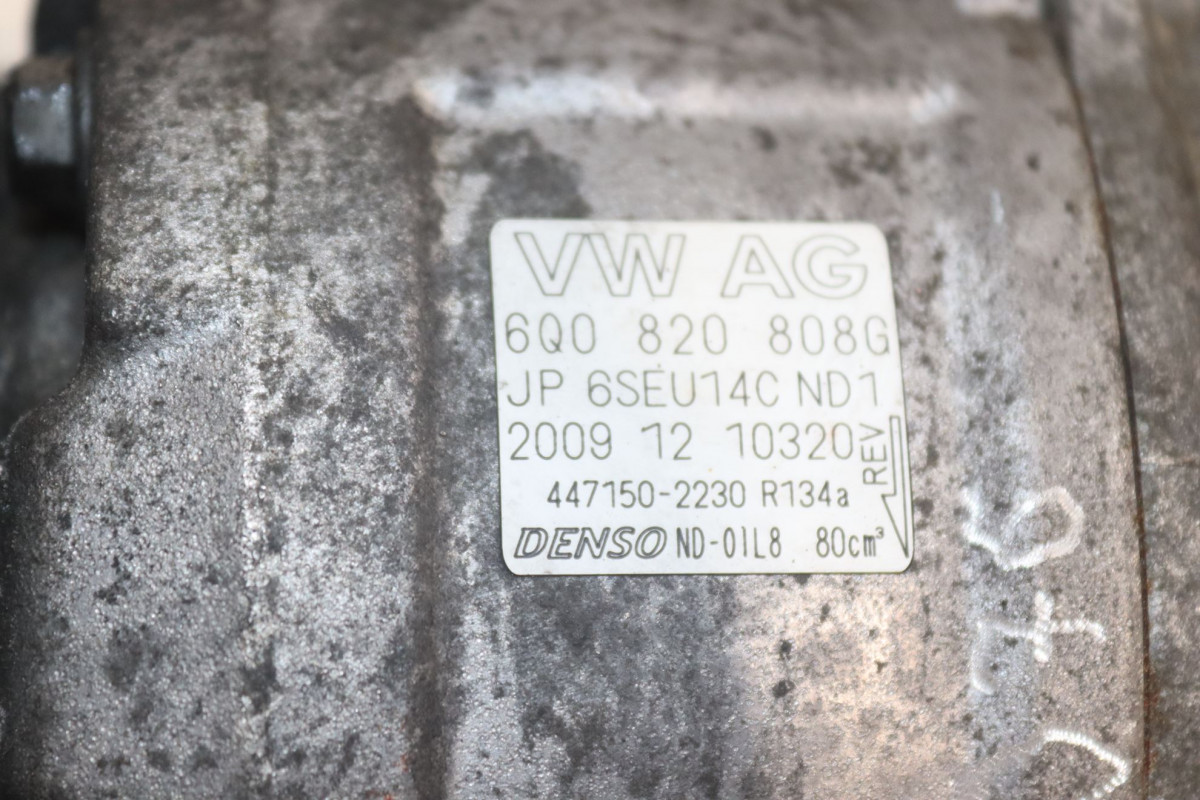 VW AG
6Q0 820 808G
JP 6SEU14C ND1
2009 12 10320
REV
447150-2230 R134a
DENSO ND-OIL8 80cm³